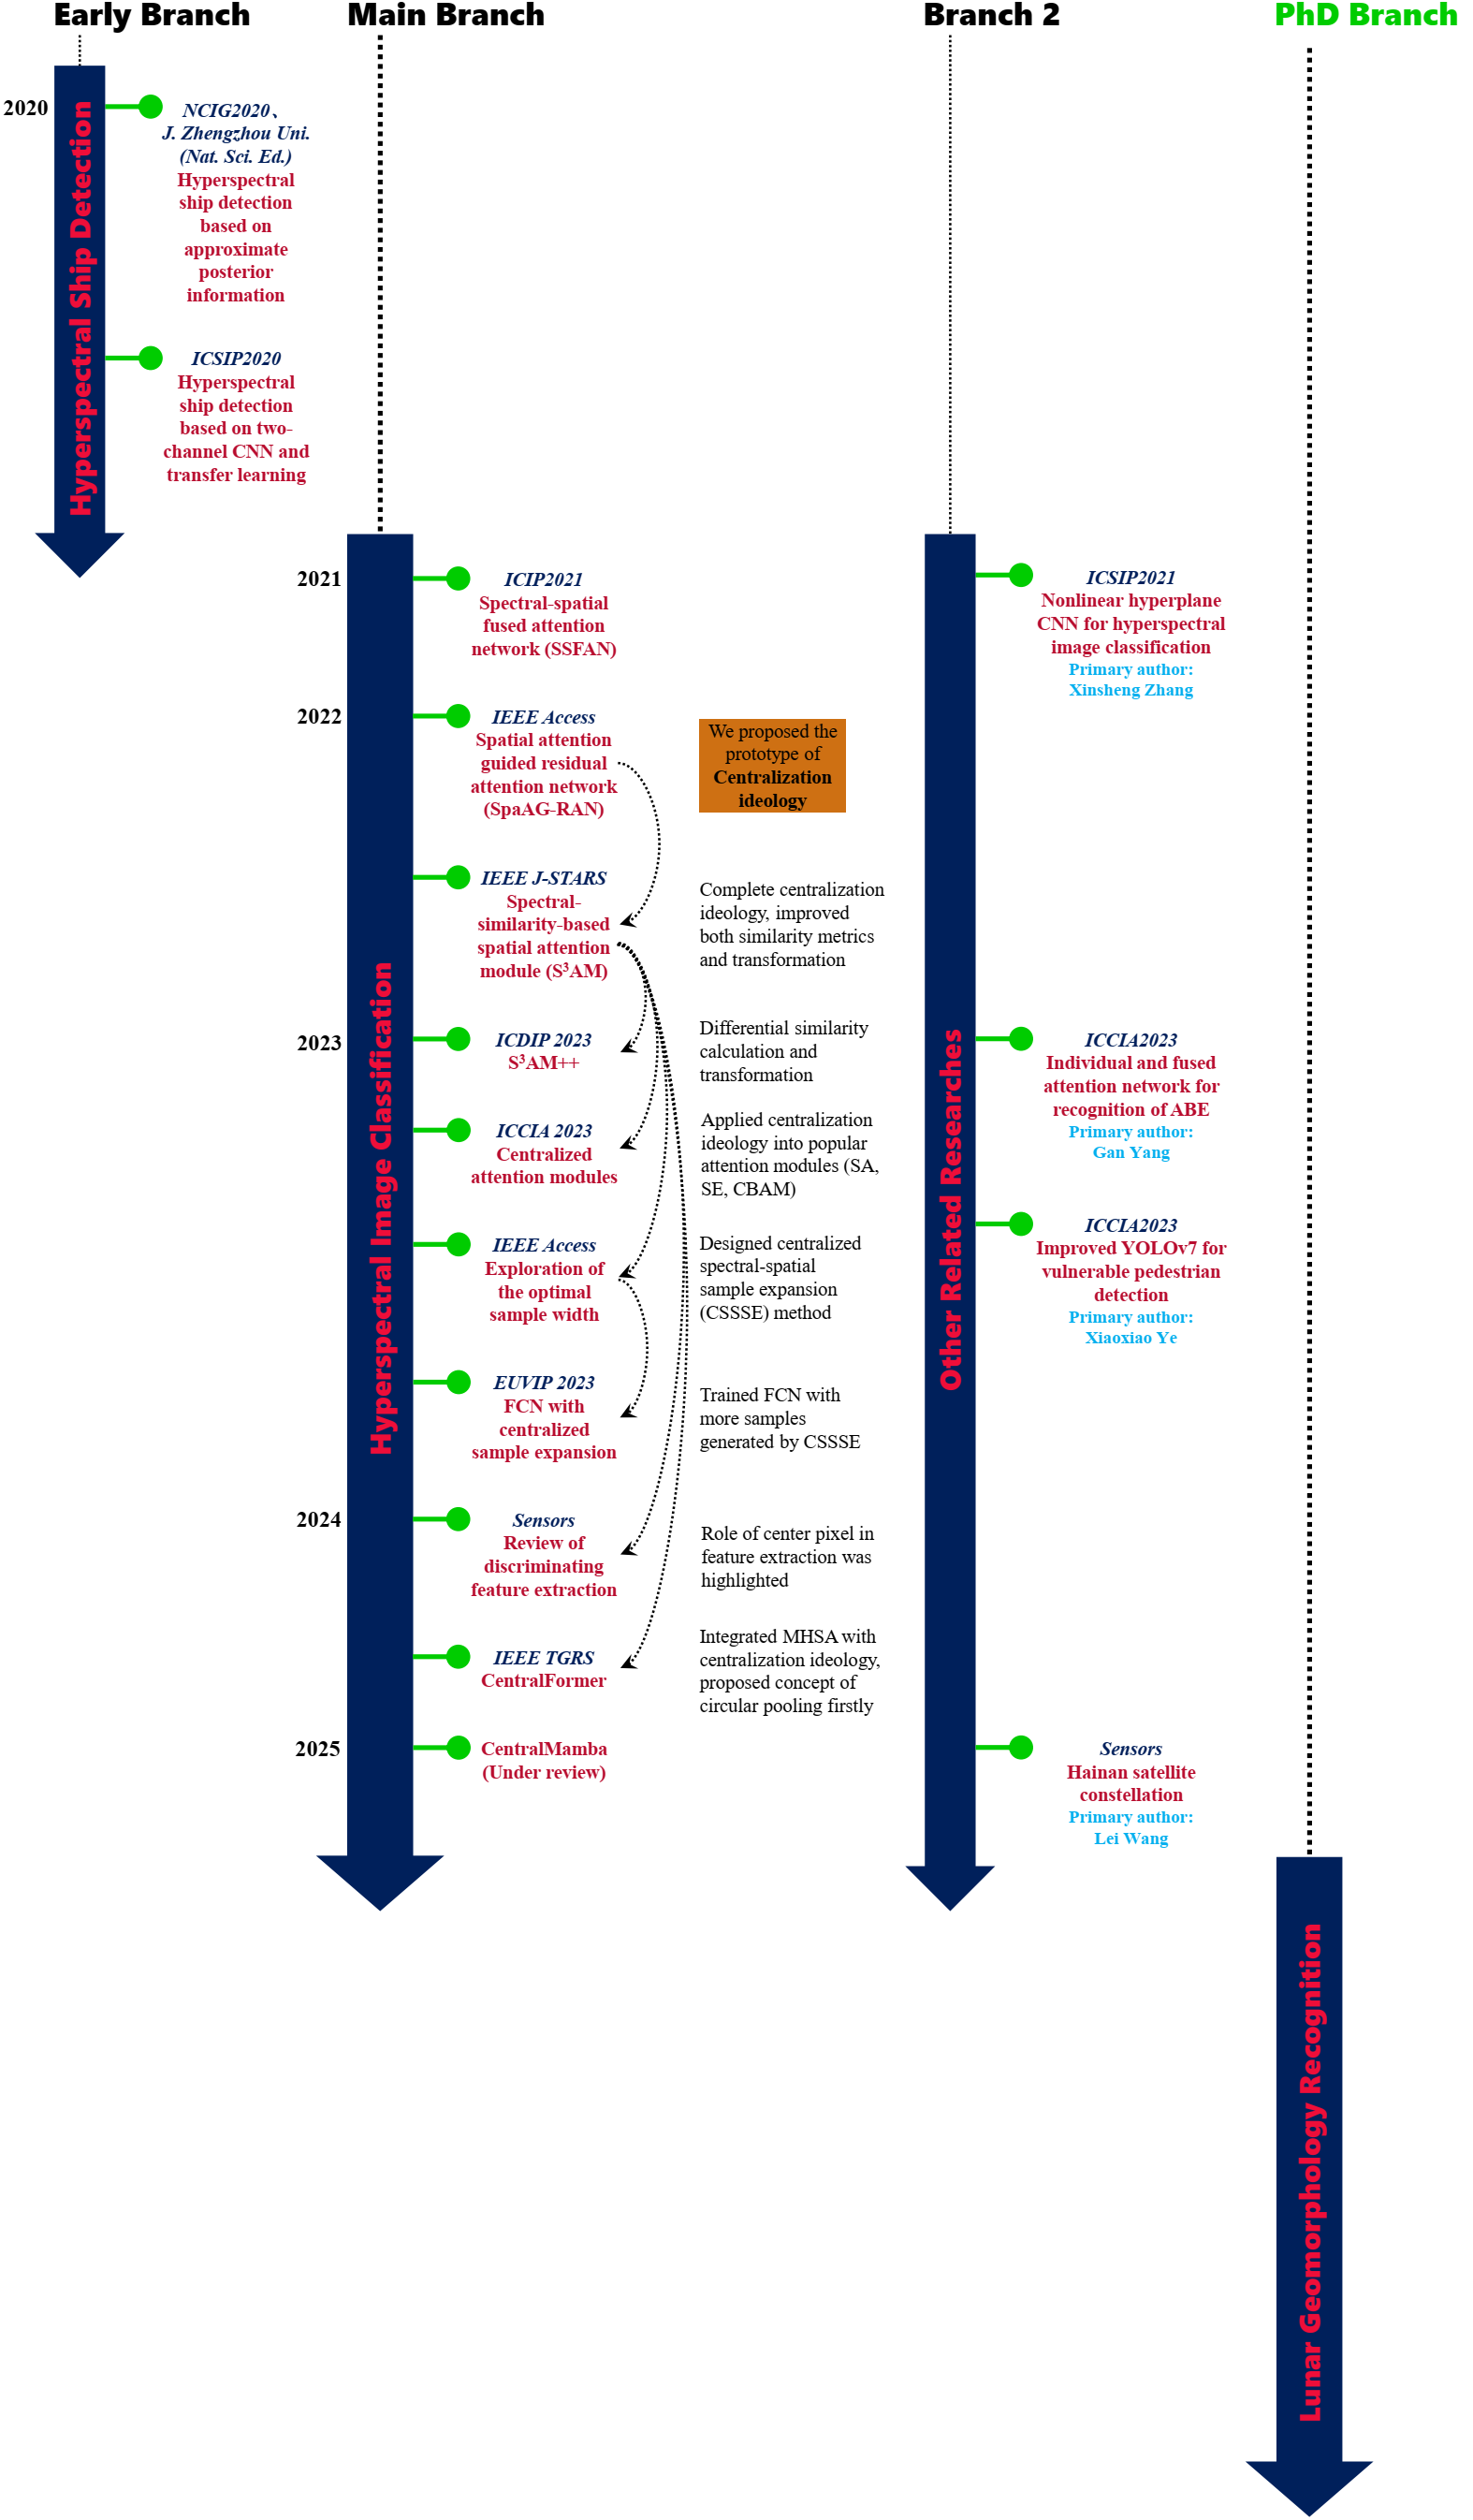 Early Branch
Main Branch
Branch 2
PhD Branch
Hyperspectral Ship Detection
2020
NCIG2020、
J. Zhengzhou Uni.
(Nat. Sci. Ed.)
Hyperspectral
ship detection
based on
approximate
posterior
information
ICSIP2020
Hyperspectral
ship detection
based on two-
channel CNN and
transfer learning
Hyperspectral Image Classification
2021
ICIP2021
Spectral-spatial
fused attention
network (SSFAN)
2022
IEEE Access
Spatial attention
guided residual
attention network
(SpaAG-RAN)
We proposed the
prototype of
Centralization
ideology
IEEE J-STARS
Spectral-
similarity-based
spatial attention
module (S³AM)
Complete centralization
ideology, improved
both similarity metrics
and transformation
2023
ICDIP 2023
S³AM++
Differential similarity
calculation and
transformation
ICCIA 2023
Centralized
attention modules
Applied centralization
ideology into popular
attention modules (SA,
SE, CBAM)
IEEE Access
Exploration of
the optimal
sample width
Designed centralized
spectral-spatial
sample expansion
(CSSSE) method
EUVIP 2023
FCN with
centralized
sample expansion
Trained FCN with
more samples
generated by CSSSE
2024
Sensors
Review of
discriminating
feature extraction
Role of center pixel in
feature extraction was
highlighted
IEEE TGRS
CentralFormer
Integrated MHSA with
centralization ideology,
proposed concept of
circular pooling firstly
2025
CentralMamba
(Under review)
Other Related Researches
ICSIP2021
Nonlinear hyperplane
CNN for hyperspectral
image classification
Primary author:
Xinsheng Zhang
ICCIA2023
Individual and fused
attention network for
recognition of ABE
Primary author:
Gan Yang
ICCIA2023
Improved YOLOv7 for
vulnerable pedestrian
detection
Primary author:
Xiaoxiao Ye
Sensors
Hainan satellite
constellation
Primary author:
Lei Wang
Lunar Geomorphology Recognition